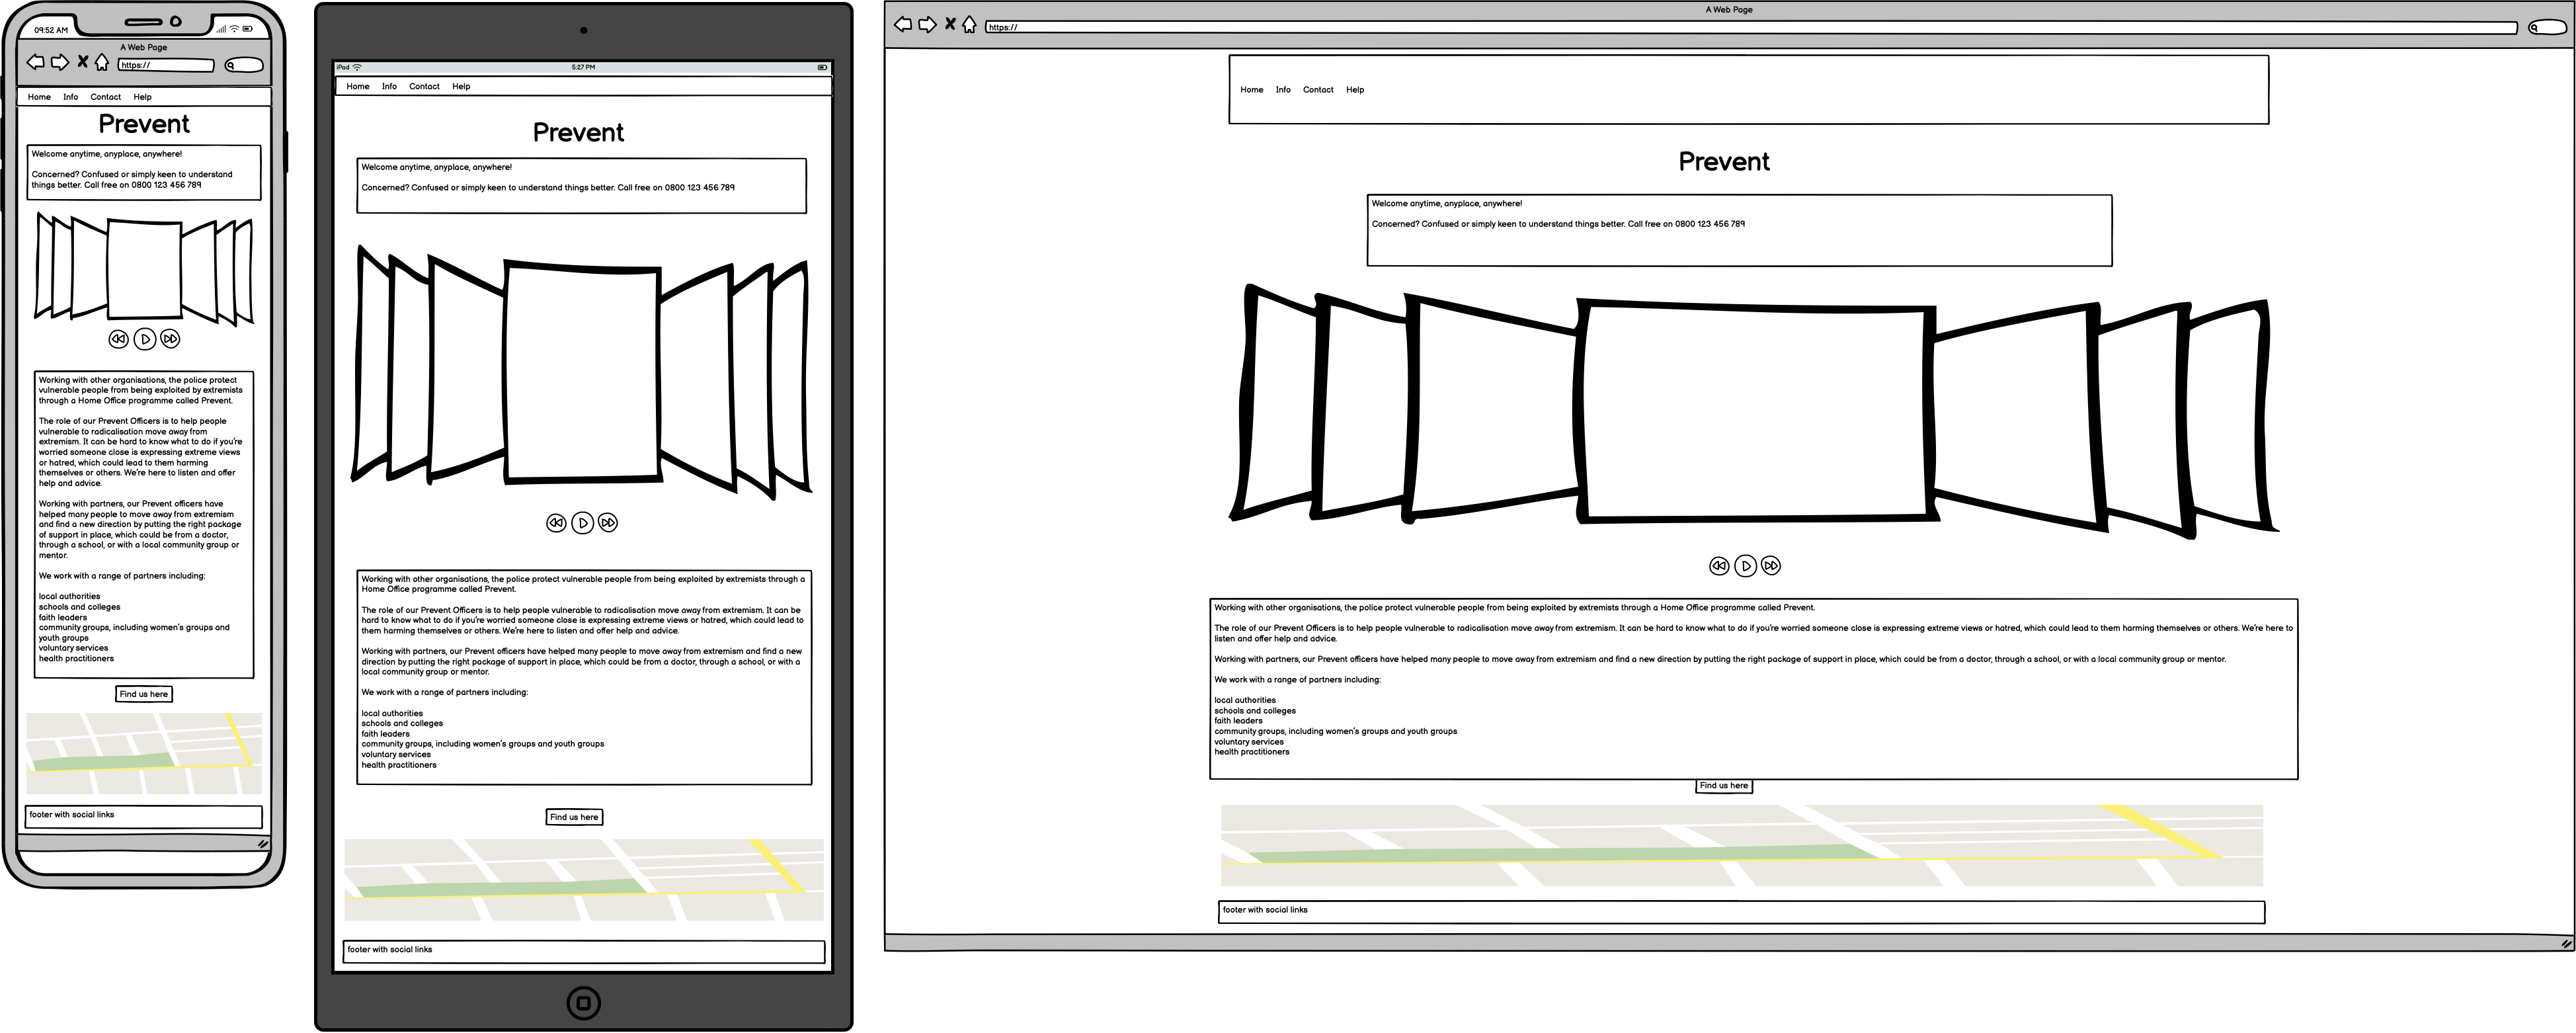 09:52 AM
A Web Page
https://
Home Info Contact Help
Prevent
Welcome anytime, anyplace, anywhere!
Concerned? Confused or simply keen to understand
things better. Call free on 0800 123 456 789
Working with other organisations, the police protect
vulnerable people from being exploited by extremists
through a Home Office programme called Prevent.
The role of our Prevent Officers is to help people
vulnerable to radicalisation move away from
extremism. It can be hard to know what to do if you're
worried someone close is expressing extreme views
or hatred, which could lead to them harming
themselves or others. We're here to listen and offer
help and advice.
Working with partners, our Prevent officers have
helped many people to move away from extremism
and find a new direction by putting the right package
of support in place, which could be from a doctor,
through a school, or with a local community group or
mentor.
We work with a range of partners including:
local authorities
schools and colleges
faith leaders
community groups, including women's groups and
youth groups
voluntary services
health practitioners
Find us here
footer with social links
iPad 5:27 PM
Home Info Contact Help
Prevent
Welcome anytime, anyplace, anywhere!
Concerned? Confused or simply keen to understand things better. Call free on 0800 123 456 789
Working with other organisations, the police protect vulnerable people from being exploited by extremists through a
Home Office programme called Prevent.
The role of our Prevent Officers is to help people vulnerable to radicalisation move away from extremism. It can be
hard to know what to do if you're worried someone close is expressing extreme views or hatred, which could lead to
them harming themselves or others. We're here to listen and offer help and advice.
Working with partners, our Prevent officers have helped many people to move away from extremism and find a new
direction by putting the right package of support in place, which could be from a doctor, through a school, or with a
local community group or mentor.
We work with a range of partners including:
local authorities
schools and colleges
faith leaders
community groups, including women's groups and youth groups
voluntary services
health practitioners
Find us here
footer with social links
A Web Page
https://
Home Info Contact Help
Prevent
Welcome anytime, anyplace, anywhere!
Concerned? Confused or simply keen to understand things better. Call free on 0800 123 456 789
Working with other organisations, the police protect vulnerable people from being exploited by extremists through a Home Office programme called Prevent.
The role of our Prevent Officers is to help people vulnerable to radicalisation move away from extremism. It can be hard to know what to do if you're worried someone close is expressing extreme views or hatred, which could lead to them harming themselves or others. We're here to
listen and offer help and advice.
Working with partners, our Prevent officers have helped many people to move away from extremism and find a new direction by putting the right package of support in place, which could be from a doctor, through a school, or with a local community group or mentor.
We work with a range of partners including:
local authorities
schools and colleges
faith leaders
community groups, including women's groups and youth groups
voluntary services
health practitioners
Find us here
footer with social links